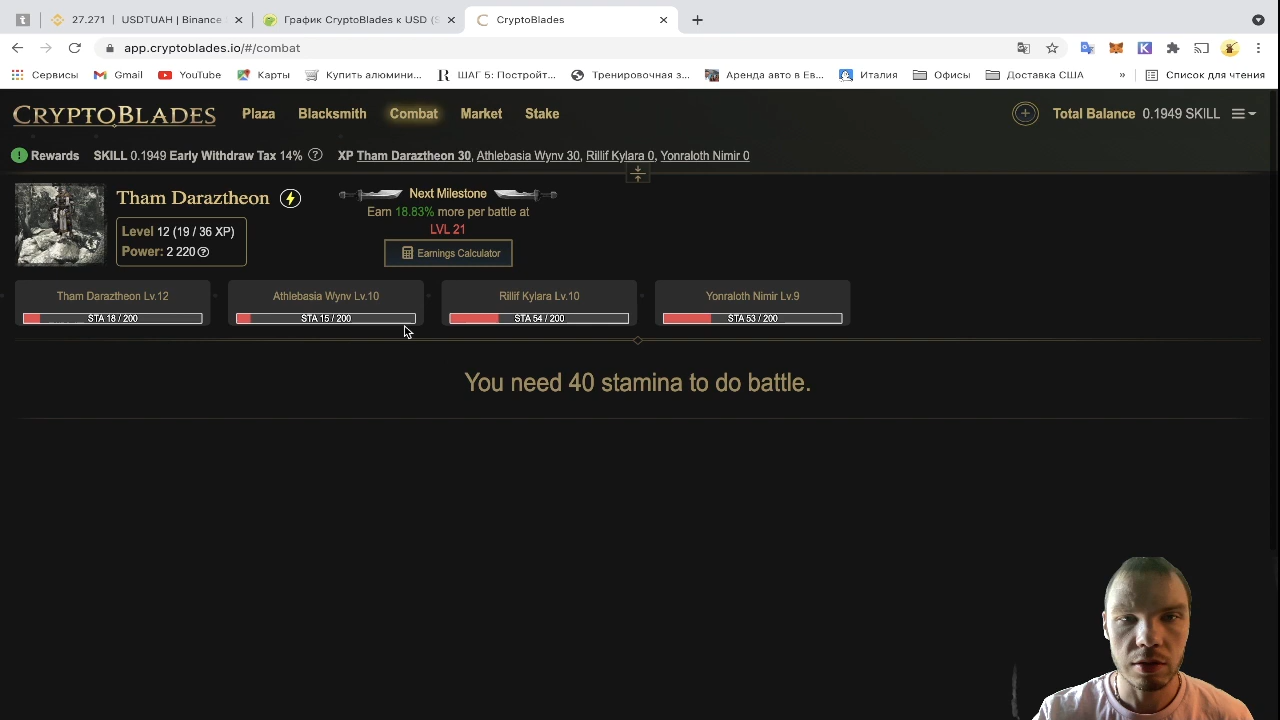 27.271 | USDTUAH | Binance
График CryptoBlades к USD (S
CryptoBlades
app.cryptoblades.io/#/combat
Сервисы
Gmail
YouTube
Карты
Купить алюмини...
ШАГ 5: Постройт...
Тренировочная з...
Аренда авто в Ев...
Италия
Офисы
Доставка США
»
Список для чтения
CRYPTOBLADES
Plaza
Blacksmith
Combat
Market
Stake
Total Balance 0.1949 SKILL
Rewards
SKILL 0.1949 Early Withdraw Tax 14%
XP Tham Daraztheon 30, Athlebasia Wynv 30, Rillif Kylara 0, Yonraloth Nimir 0
Tham Daraztheon
Level 12 (19 / 36 XP)
Power: 2 220
Next Milestone
Earn 18.83% more per battle at
LVL 21
Earnings Calculator
Tham Daraztheon Lv.12
STA 18 / 200
Athlebasia Wynv Lv.10
STA 15 / 200
Rillif Kylara Lv.10
STA 54 / 200
Yonraloth Nimir Lv.9
STA 53 / 200
You need 40 stamina to do battle.